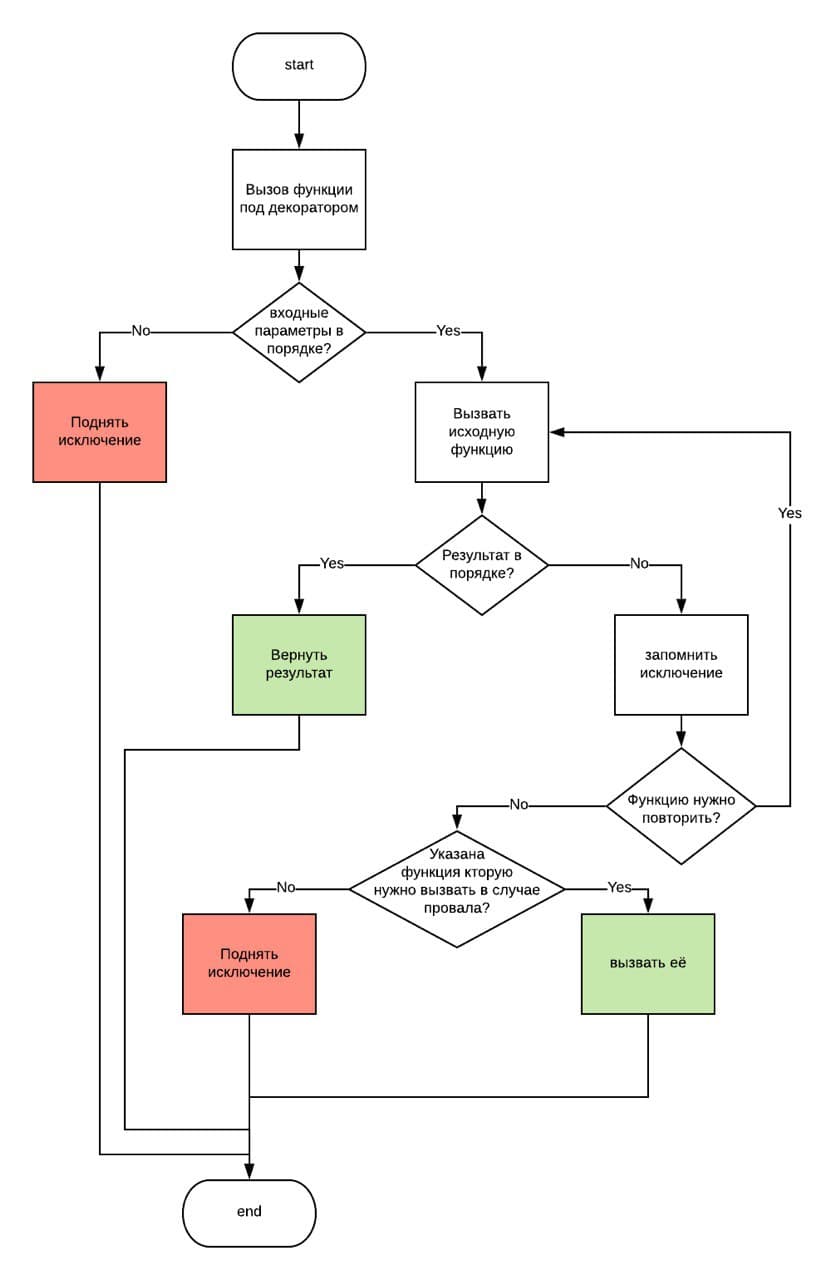 start
Вызов функции
под декоратором
входные
параметры в
порядке?
No
Yes
Поднять
исключение
Вызвать
исходную
функцию
Yes
Результат в
порядке?
Yes
No
Вернуть
результат
запомнить
исключение
Функцию нужно
повторить?
No
Указана
функция кторую
нужно вызвать в случае
провала?
No
Yes
Поднять
исключение
вызвать её
end